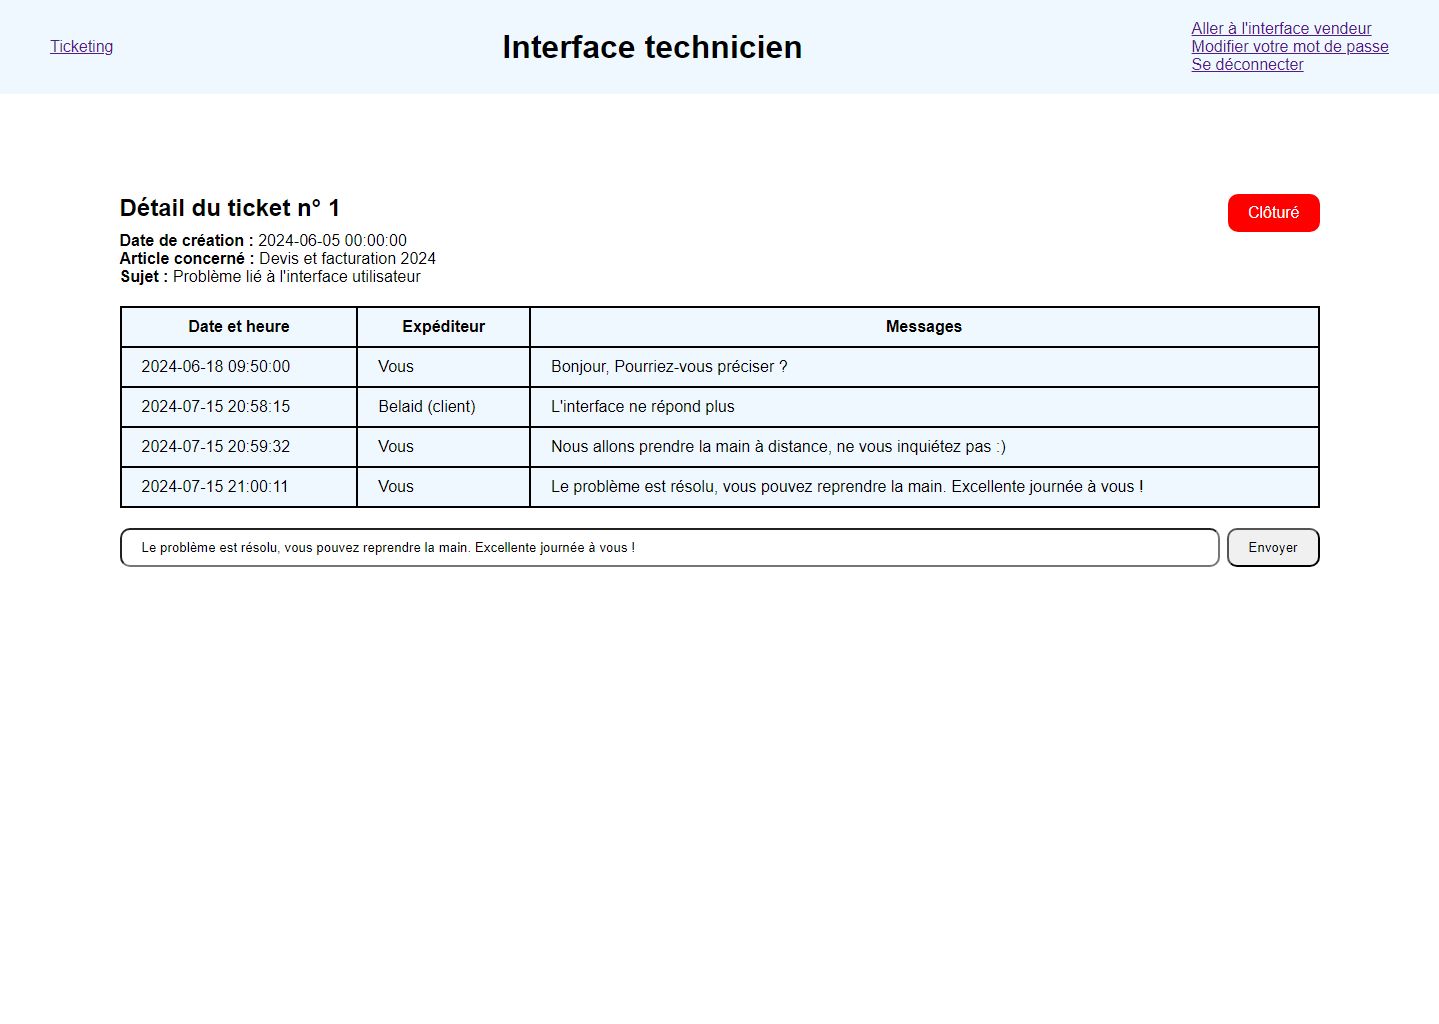 Ticketing
Interface technicien
Aller à l'interface vendeur
Modifier votre mot de passe
Se déconnecter
Détail du ticket n° 1
Clôturé
Date de création : 2024-06-05 00:00:00
Article concerné : Devis et facturation 2024
Sujet : Problème lié à l'interface utilisateur
Date et heure Expéditeur Messages
2024-06-18 09:50:00 Vous Bonjour, Pourriez-vous préciser ?
2024-07-15 20:58:15 Belaid (client) L'interface ne répond plus
2024-07-15 20:59:32 Vous Nous allons prendre la main à distance, ne vous inquiétez pas :)
2024-07-15 21:00:11 Vous Le problème est résolu, vous pouvez reprendre la main. Excellente journée à vous !
Le problème est résolu, vous pouvez reprendre la main. Excellente journée à vous ! Envoyer